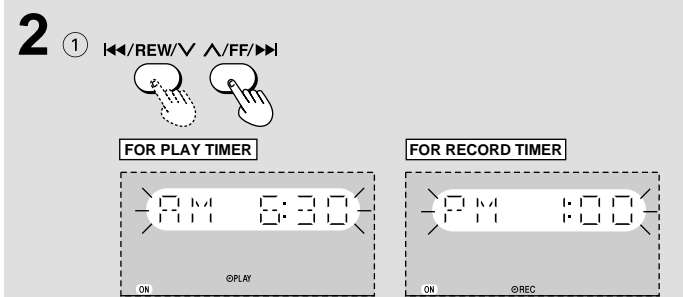 2 ① ⏮/REW/∨ ∧/FF/⏭
FOR PLAY TIMER
FOR RECORD TIMER
AM 6:30
PM 1:00
⏲PLAY
ON
⏲REC
ON